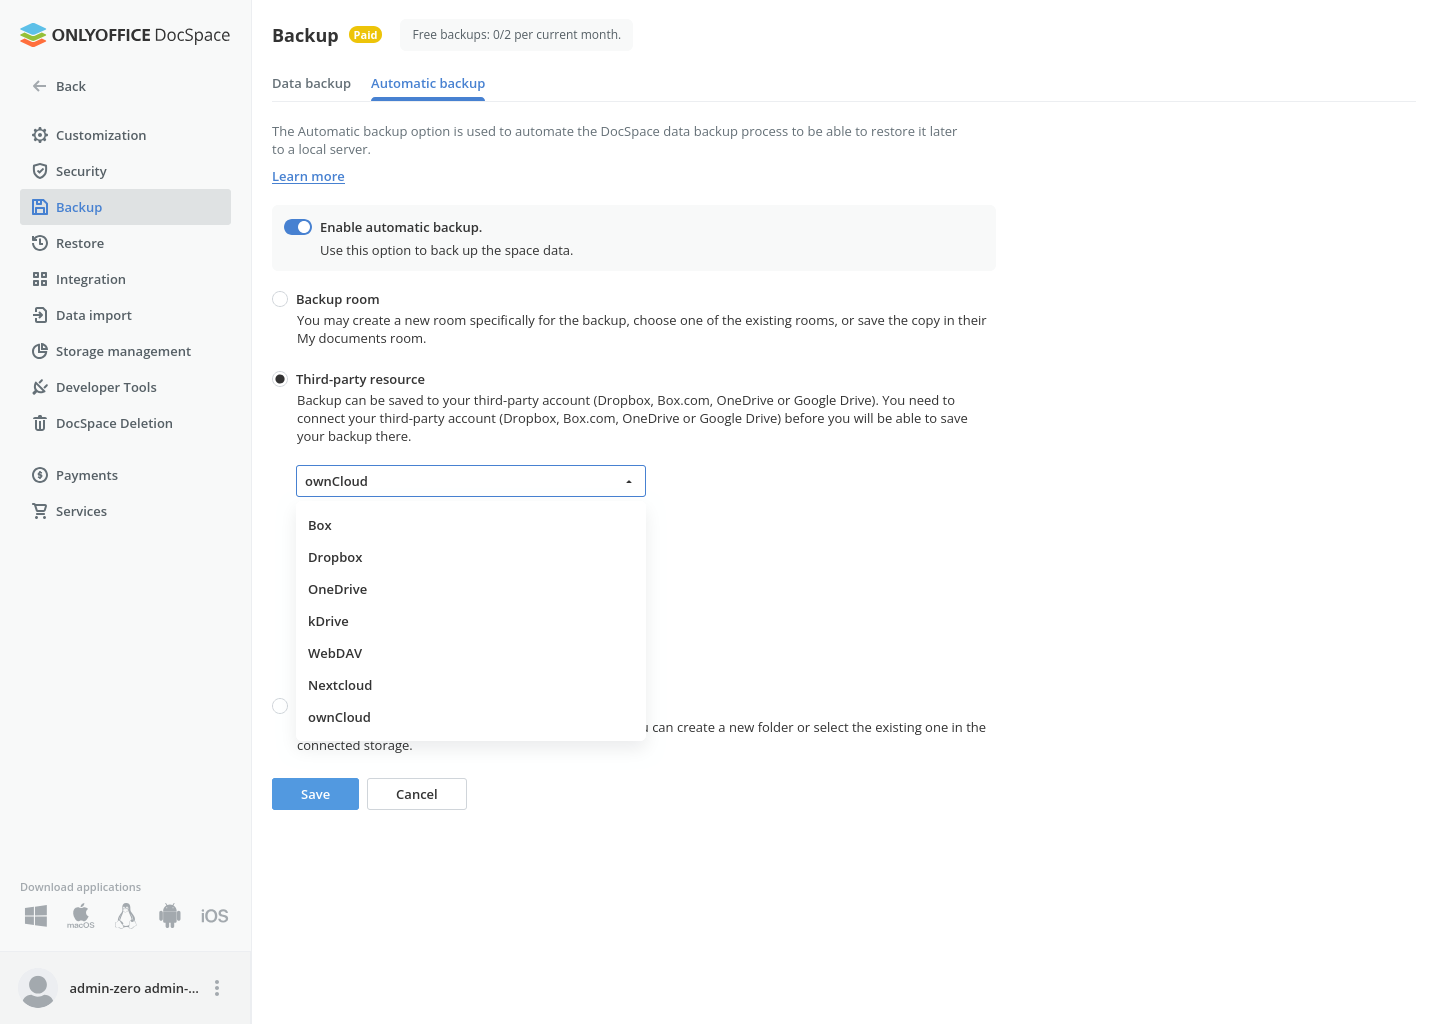 ONLYOFFICE DocSpace
Back
Customization
Security
Backup
Restore
Integration
Data import
Storage management
Developer Tools
DocSpace Deletion
Payments
Services
Download applications
macOS
iOS
admin-zero admin-...
Backup
Paid
Free backups: 0/2 per current month.
Data backup
Automatic backup
The Automatic backup option is used to automate the DocSpace data backup process to be able to restore it later
to a local server.
Learn more
Enable automatic backup.
Use this option to back up the space data.
Backup room
You may create a new room specifically for the backup, choose one of the existing rooms, or save the copy in their
My documents room.
Third-party resource
Backup can be saved to your third-party account (Dropbox, Box.com, OneDrive or Google Drive). You need to
connect your third-party account (Dropbox, Box.com, OneDrive or Google Drive) before you will be able to save
your backup there.
ownCloud
Box
Dropbox
OneDrive
kDrive
WebDAV
Nextcloud
ownCloud
can create a new folder or select the existing one in the
connected storage.
Save
Cancel